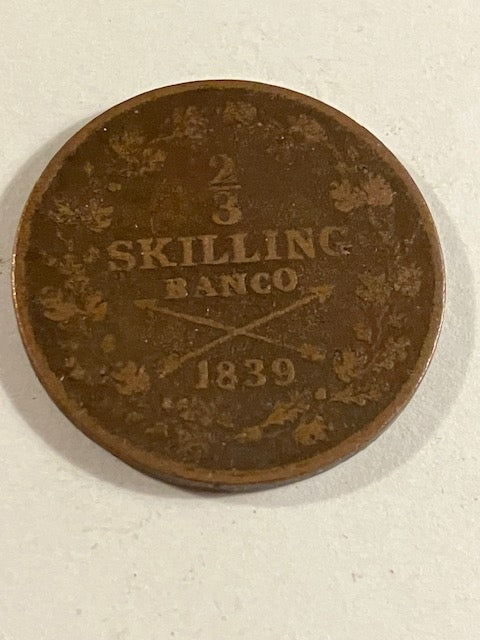 2/3
SKILLING
BANCO
1839